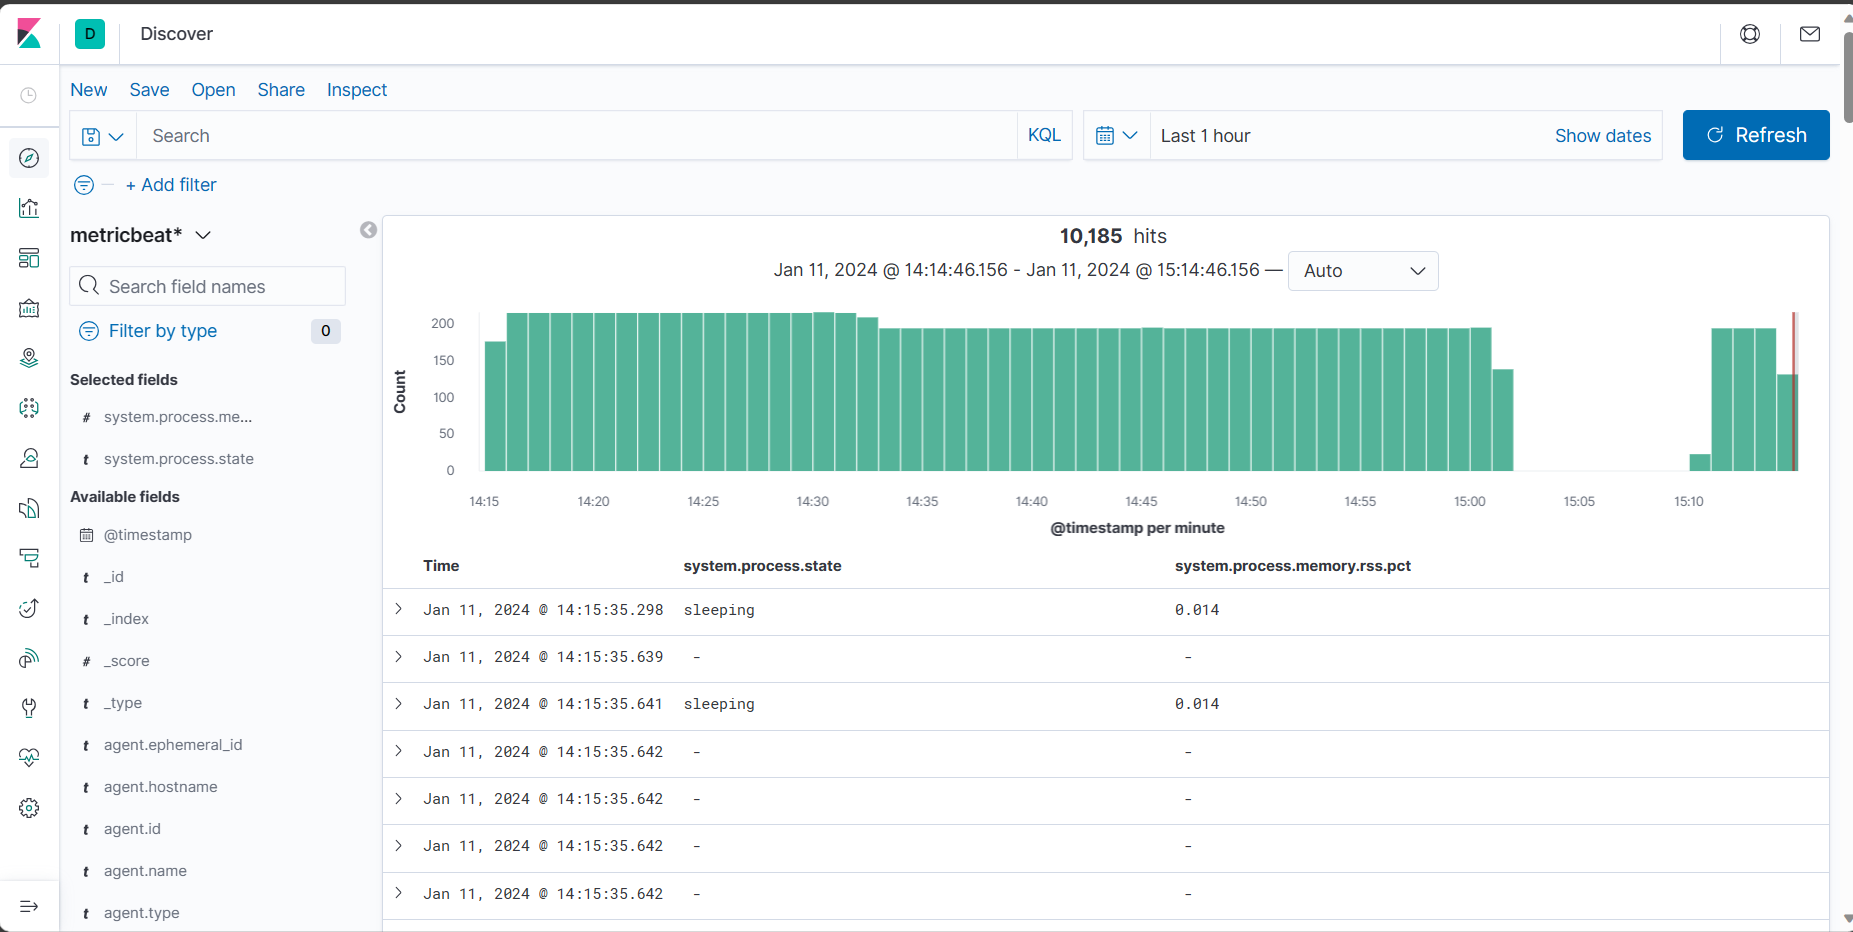 D Discover
New Save Open Share Inspect
Search KQL Last 1 hour Show dates Refresh
+ Add filter
metricbeat*
Search field names
Filter by type 0
Selected fields
# system.process.me...
t system.process.state
Available fields
@timestamp
t _id
t _index
# _score
t _type
t agent.ephemeral_id
t agent.hostname
t agent.id
t agent.name
t agent.type
10,185 hits
Jan 11, 2024 @ 14:14:46.156 - Jan 11, 2024 @ 15:14:46.156 — Auto
Count
200
150
100
50
0
14:15 14:20 14:25 14:30 14:35 14:40 14:45 14:50 14:55 15:00 15:05 15:10
@timestamp per minute
Time system.process.state system.process.memory.rss.pct
Jan 11, 2024 @ 14:15:35.298 sleeping 0.014
Jan 11, 2024 @ 14:15:35.639 - -
Jan 11, 2024 @ 14:15:35.641 sleeping 0.014
Jan 11, 2024 @ 14:15:35.642 - -
Jan 11, 2024 @ 14:15:35.642 - -
Jan 11, 2024 @ 14:15:35.642 - -
Jan 11, 2024 @ 14:15:35.642 - -